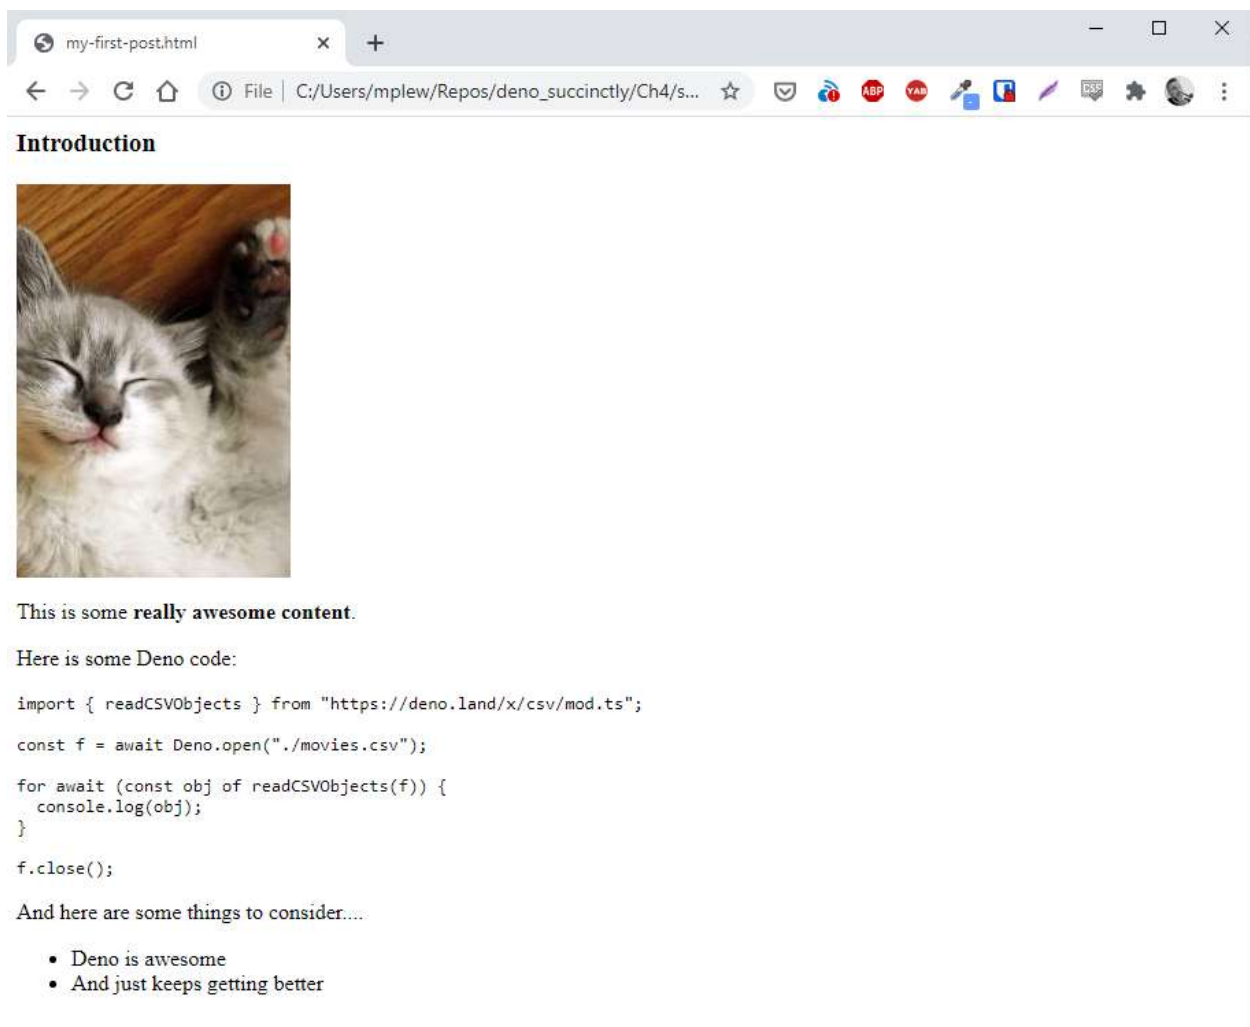 my-first-post.html
File C:/Users/mplew/Repos/deno_succinctly/Ch4/s...
ABP
YAB
CSP
Introduction
This is some really awesome content.
Here is some Deno code:
import { readCSVObjects } from "https://deno.land/x/csv/mod.ts";
const f = await Deno.open("./movies.csv");
for await (const obj of readCSVObjects(f)) {
  console.log(obj);
}
f.close();
And here are some things to consider....
• Deno is awesome
• And just keeps getting better